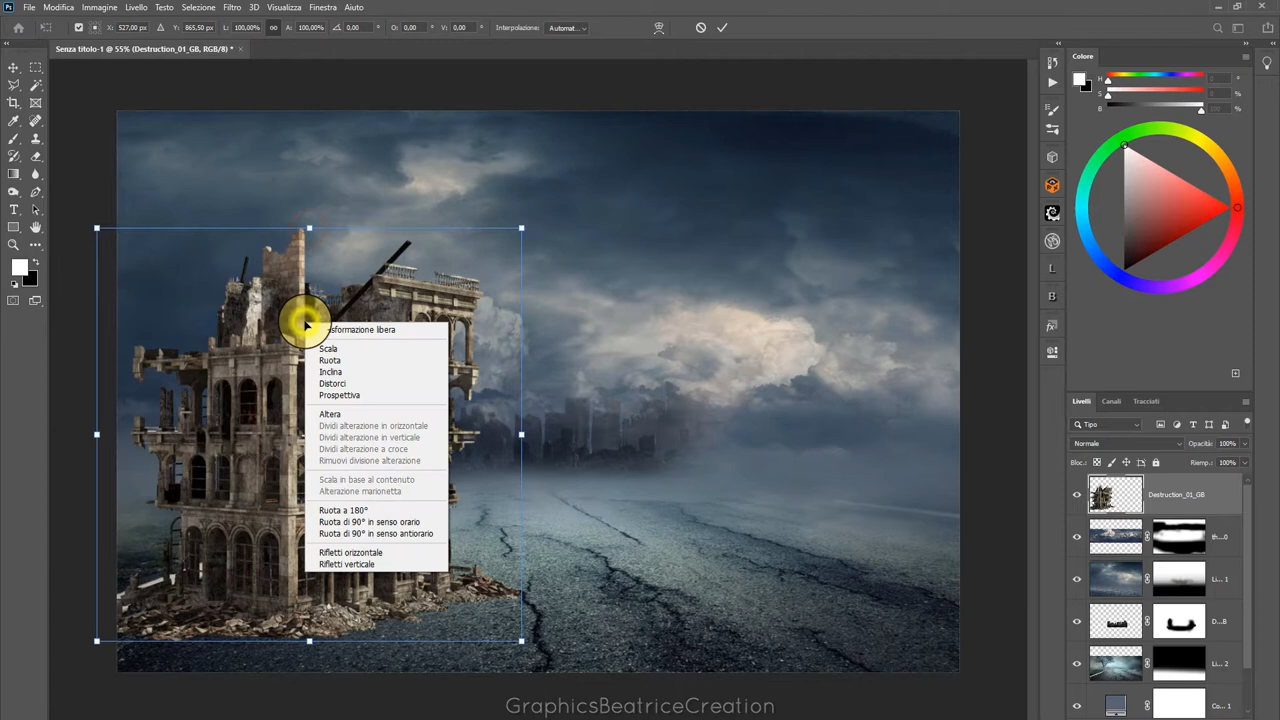 Ps File Modifica Immagine Livello Testo Selezione Filtro 3D Visualizza Finestra Aiuto
X: 527,00 px Y: 865,50 px L: 100,00% A: 100,00% 0,00 ° O: 0,00 ° V: 0,00 ° Interpolazione: Automat...
Senza titolo-1 @ 55% (Destruction_01_GB, RGB/8) * ×
Colore
H °
S 0 %
B 100 %
sformazione libera
Scala
Ruota
Inclina
Distorci
Prospettiva
Altera
Dividi alterazione in orizzontale
Dividi alterazione in verticale
Dividi alterazione a croce
Rimuovi divisione alterazione
Scala in base al contenuto
Alterazione marionetta
Ruota a 180°
Ruota di 90° in senso orario
Ruota di 90° in senso antiorario
Rifletti orizzontale
Rifletti verticale
Livelli Canali Tracciati
Tipo
Normale Opacità: 100%
Bloc.: Riemp.: 100%
Destruction_01_GB
th...0
Li... 1
D...B
Li... 2
Co... 1
GraphicsBeatriceCreation